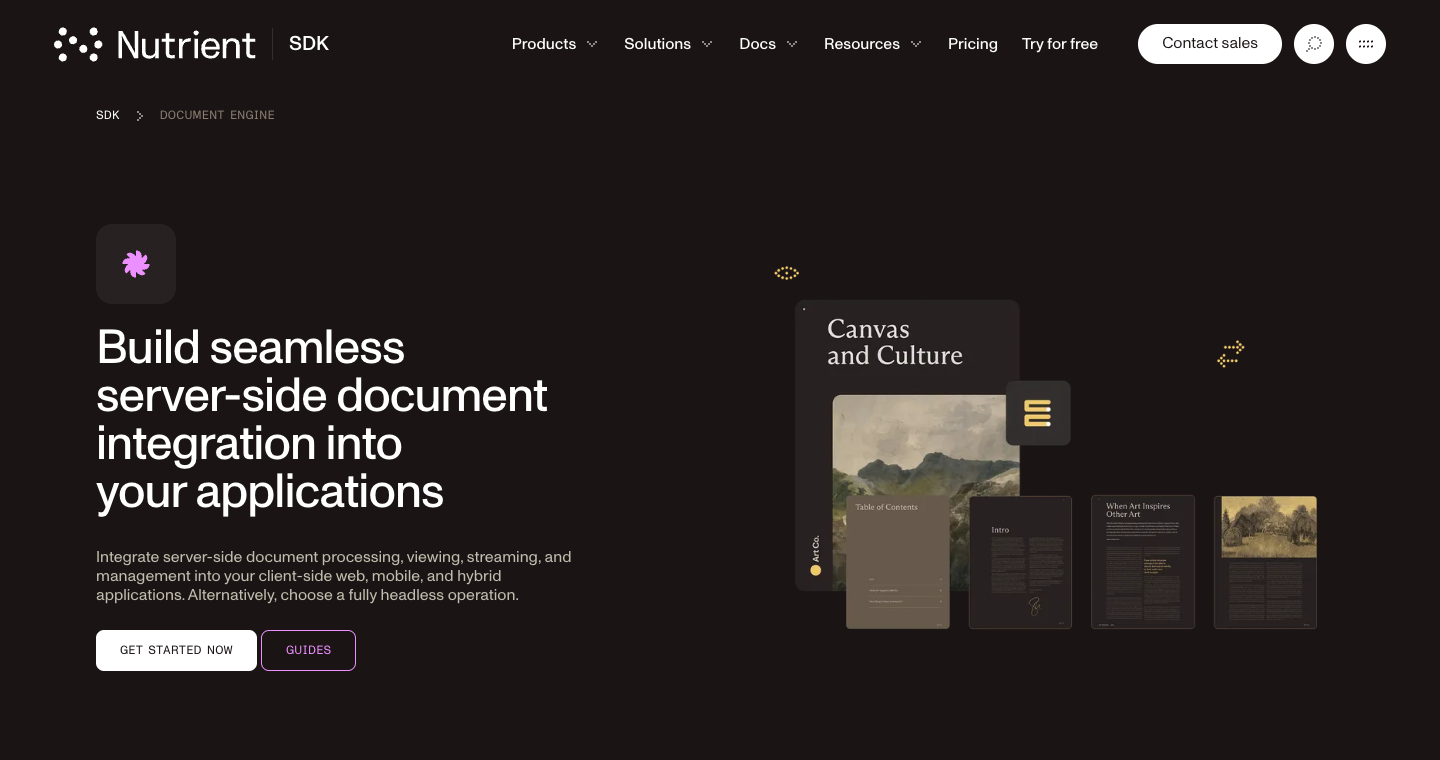 Nutrient
SDK
Products
Solutions
Docs
Resources
Pricing
Try for free
Contact sales
SDK
DOCUMENT ENGINE
Build seamless
server-side document
integration into
your applications
Integrate server-side document processing, viewing, streaming, and
management into your client-side web, mobile, and hybrid
applications. Alternatively, choose a fully headless operation.
GET STARTED NOW
GUIDES
Canvas
and Culture
Art Co.
Table of Contents
Intro
When Art Inspires
Other Art